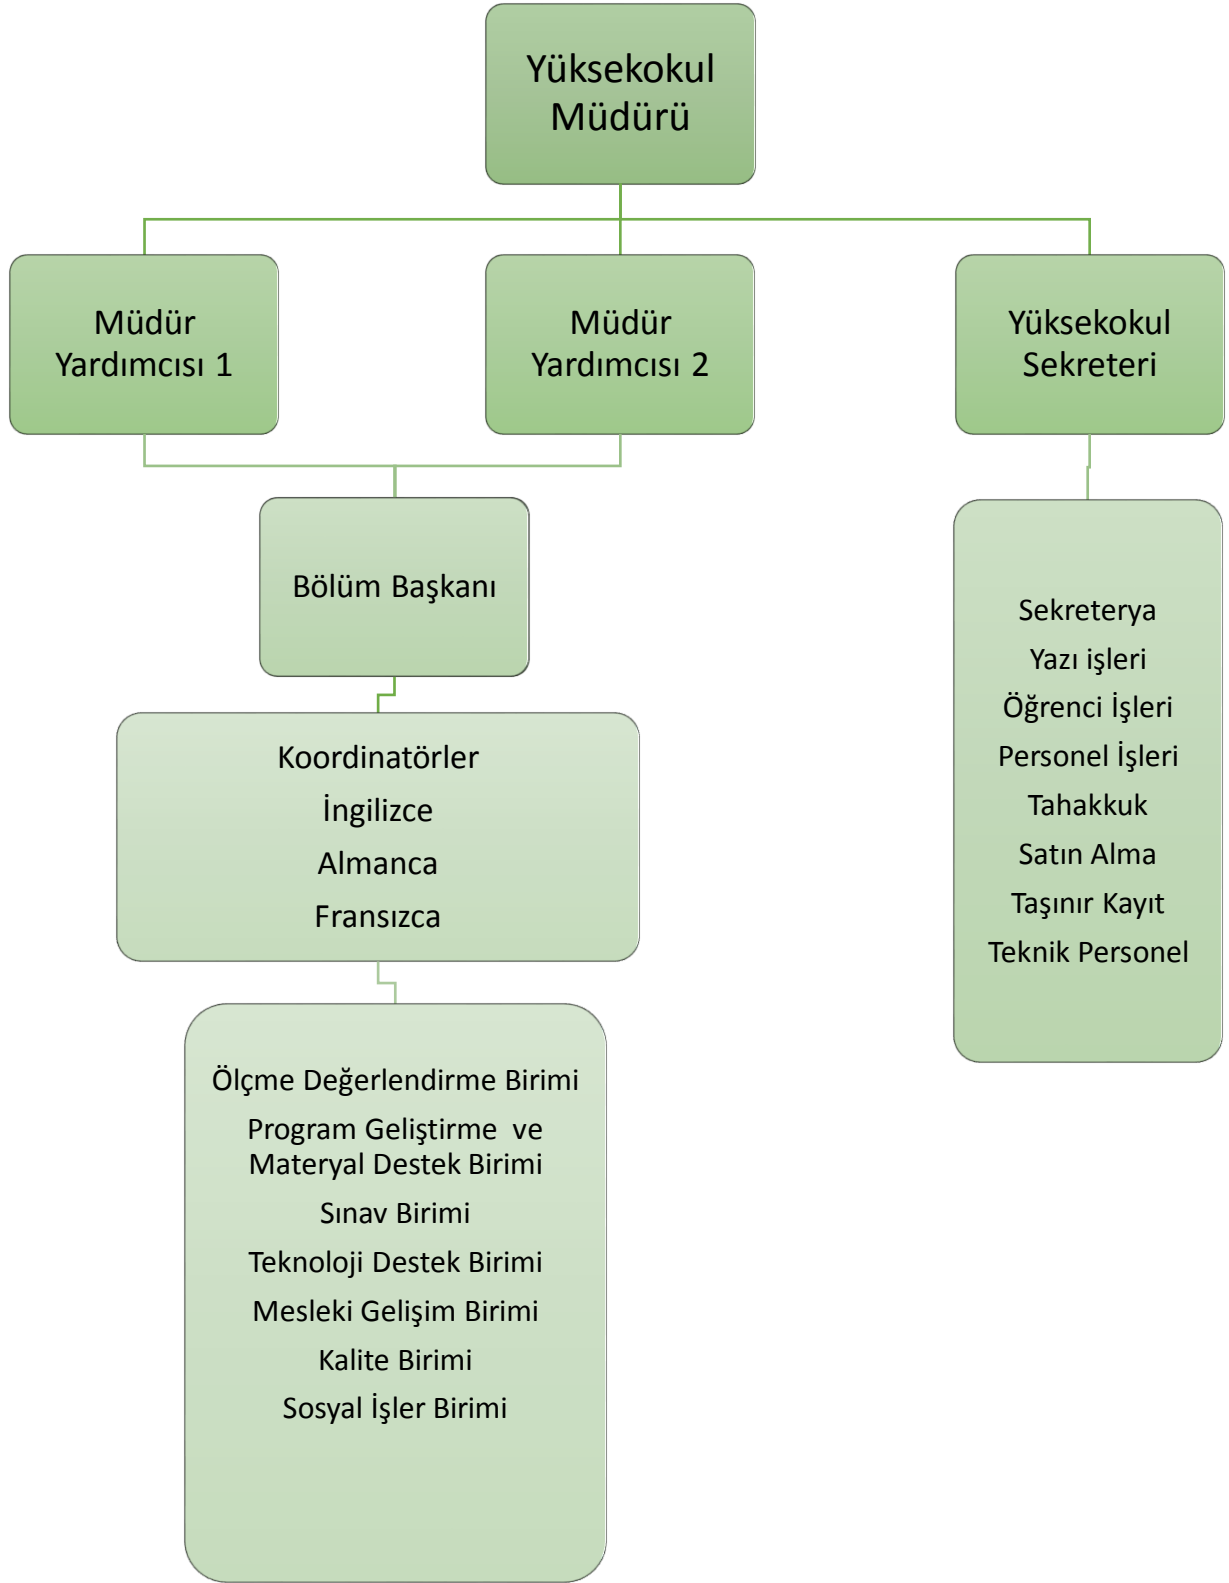 Yüksekokul
Müdürü
Müdür
Yardımcısı 1
Müdür
Yardımcısı 2
Yüksekokul
Sekreteri
Bölüm Başkanı
Koordinatörler
İngilizce
Almanca
Fransızca
Ölçme Değerlendirme Birimi
Program Geliştirme  ve
Materyal Destek Birimi
Sınav Birimi
Teknoloji Destek Birimi
Mesleki Gelişim Birimi
Kalite Birimi
Sosyal İşler Birimi
Sekreterya
Yazı işleri
Öğrenci İşleri
Personel İşleri
Tahakkuk
Satın Alma
Taşınır Kayıt
Teknik Personel